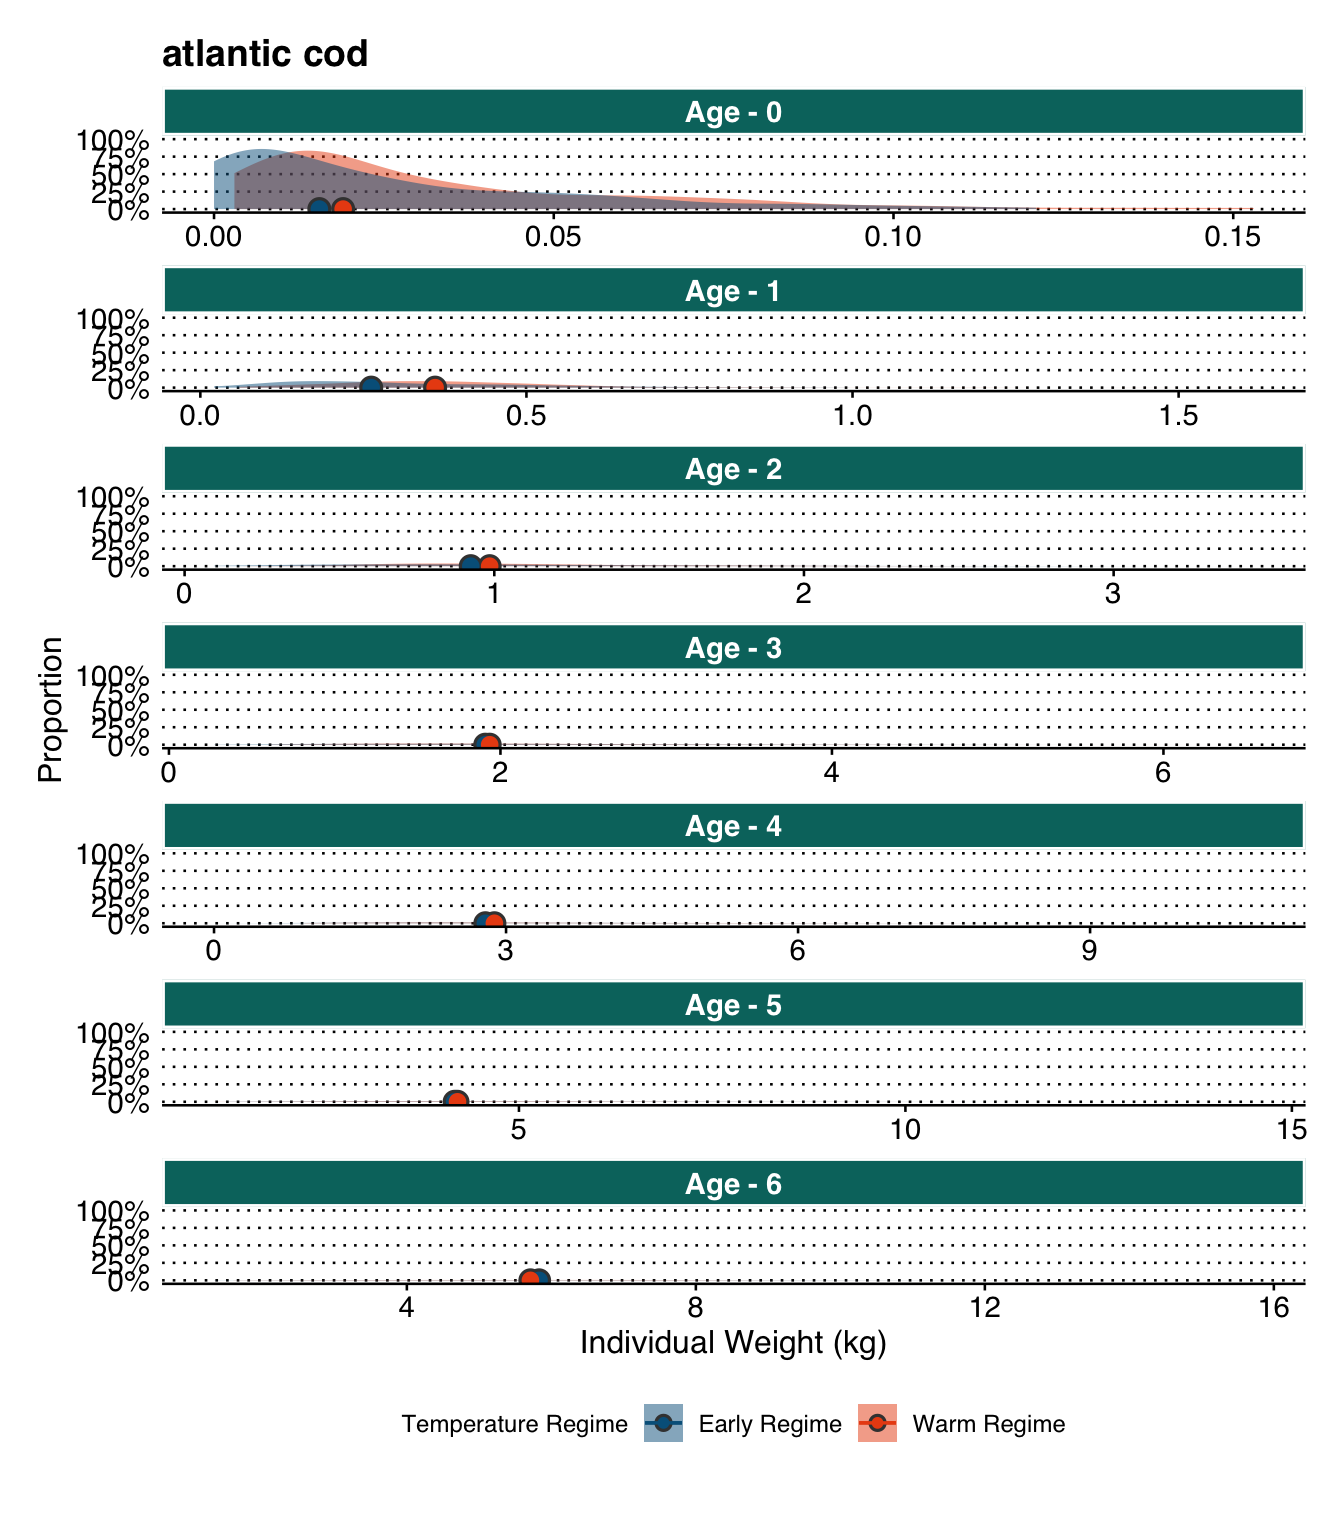 atlantic cod
Age - 0
100%
75%
50%
25%
0%
0.00 0.05 0.10 0.15
Age - 1
100%
75%
50%
25%
0%
0.0 0.5 1.0 1.5
Age - 2
100%
75%
50%
25%
0%
0 1 2 3
Proportion
Age - 3
100%
75%
50%
25%
0%
0 2 4 6
Age - 4
100%
75%
50%
25%
0%
0 3 6 9
Age - 5
100%
75%
50%
25%
0%
5 10 15
Age - 6
100%
75%
50%
25%
0%
4 8 12 16
Individual Weight (kg)
Temperature Regime Early Regime Warm Regime